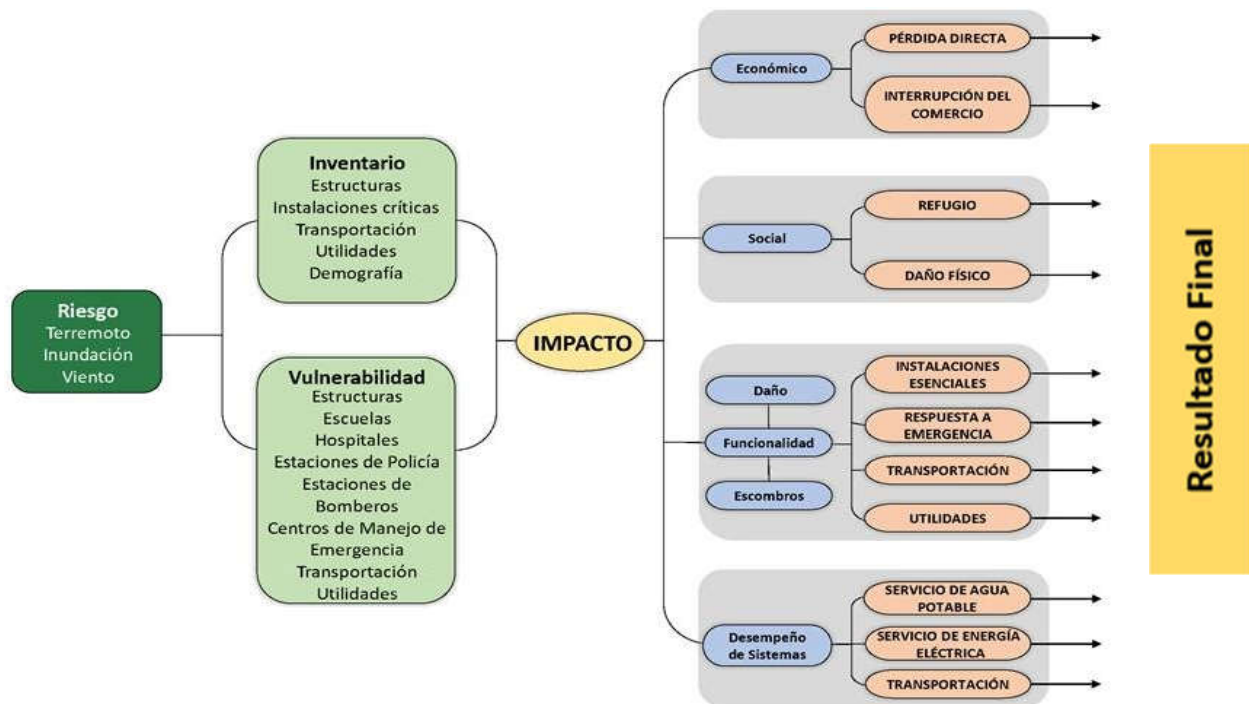 Riesgo
Terremoto
Inundación
Viento
Inventario
Estructuras
Instalaciones críticas
Transportación
Utilidades
Demografía
Vulnerabilidad
Estructuras
Escuelas
Hospitales
Estaciones de Policía
Estaciones de
Bomberos
Centros de Manejo de
Emergencia
Transportación
Utilidades
IMPACTO
Económico
PÉRDIDA DIRECTA
INTERRUPCIÓN DEL
COMERCIO
Social
REFUGIO
DAÑO FÍSICO
Daño
Funcionalidad
Escombros
INSTALACIONES
ESENCIALES
RESPUESTA A
EMERGENCIA
TRANSPORTACIÓN
UTILIDADES
Desempeño
de Sistemas
SERVICIO DE AGUA
POTABLE
SERVICIO DE ENERGÍA
ELÉCTRICA
TRANSPORTACIÓN
Resultado Final